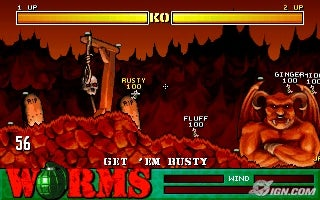 1 UP
2 UP
KO
RUSTY
100
GINGER
100
FLUFF
100
56
GET 'EM RUSTY
WORMS
WIND
IGN.COM